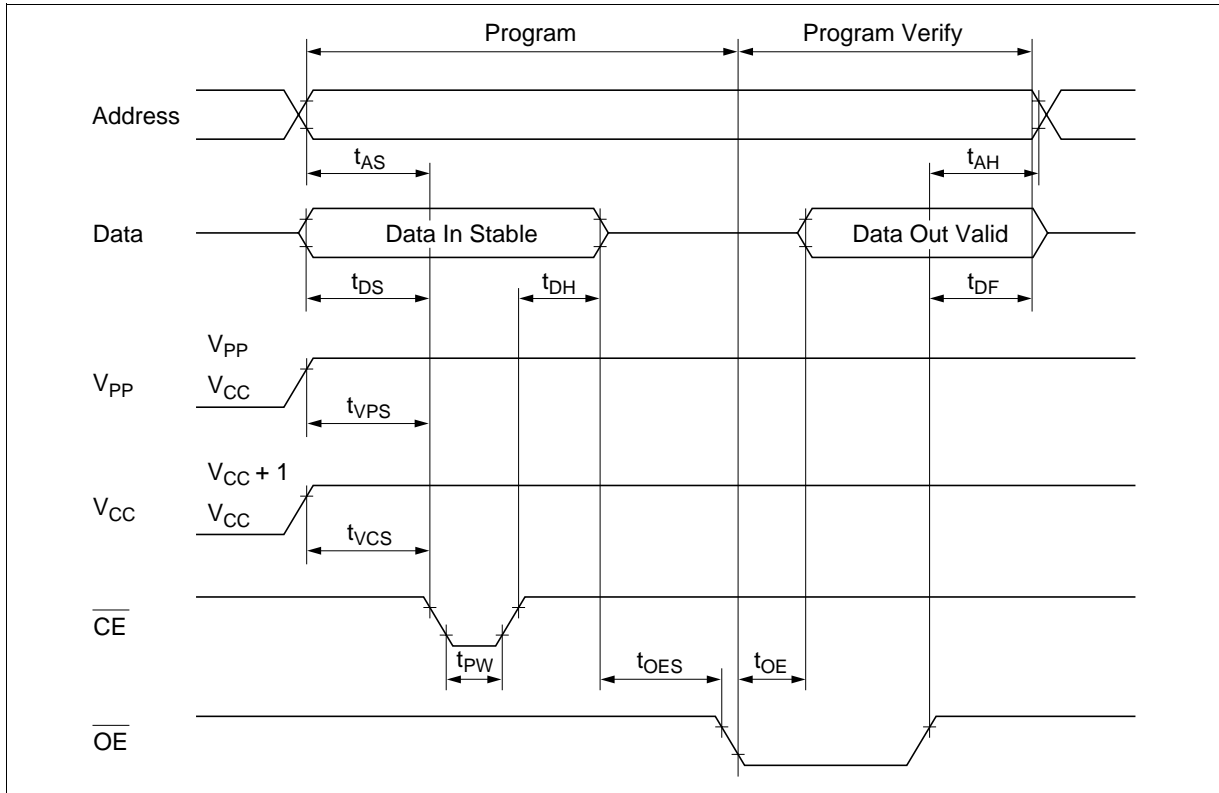 Program Program Verify
Address
tAS tAH
Data Data In Stable Data Out Valid
tDS tDH tDF
VPP
VPP
VCC
tVPS
VCC + 1
VCC
VCC
tVCS
CE
tPW tOES tOE
OE